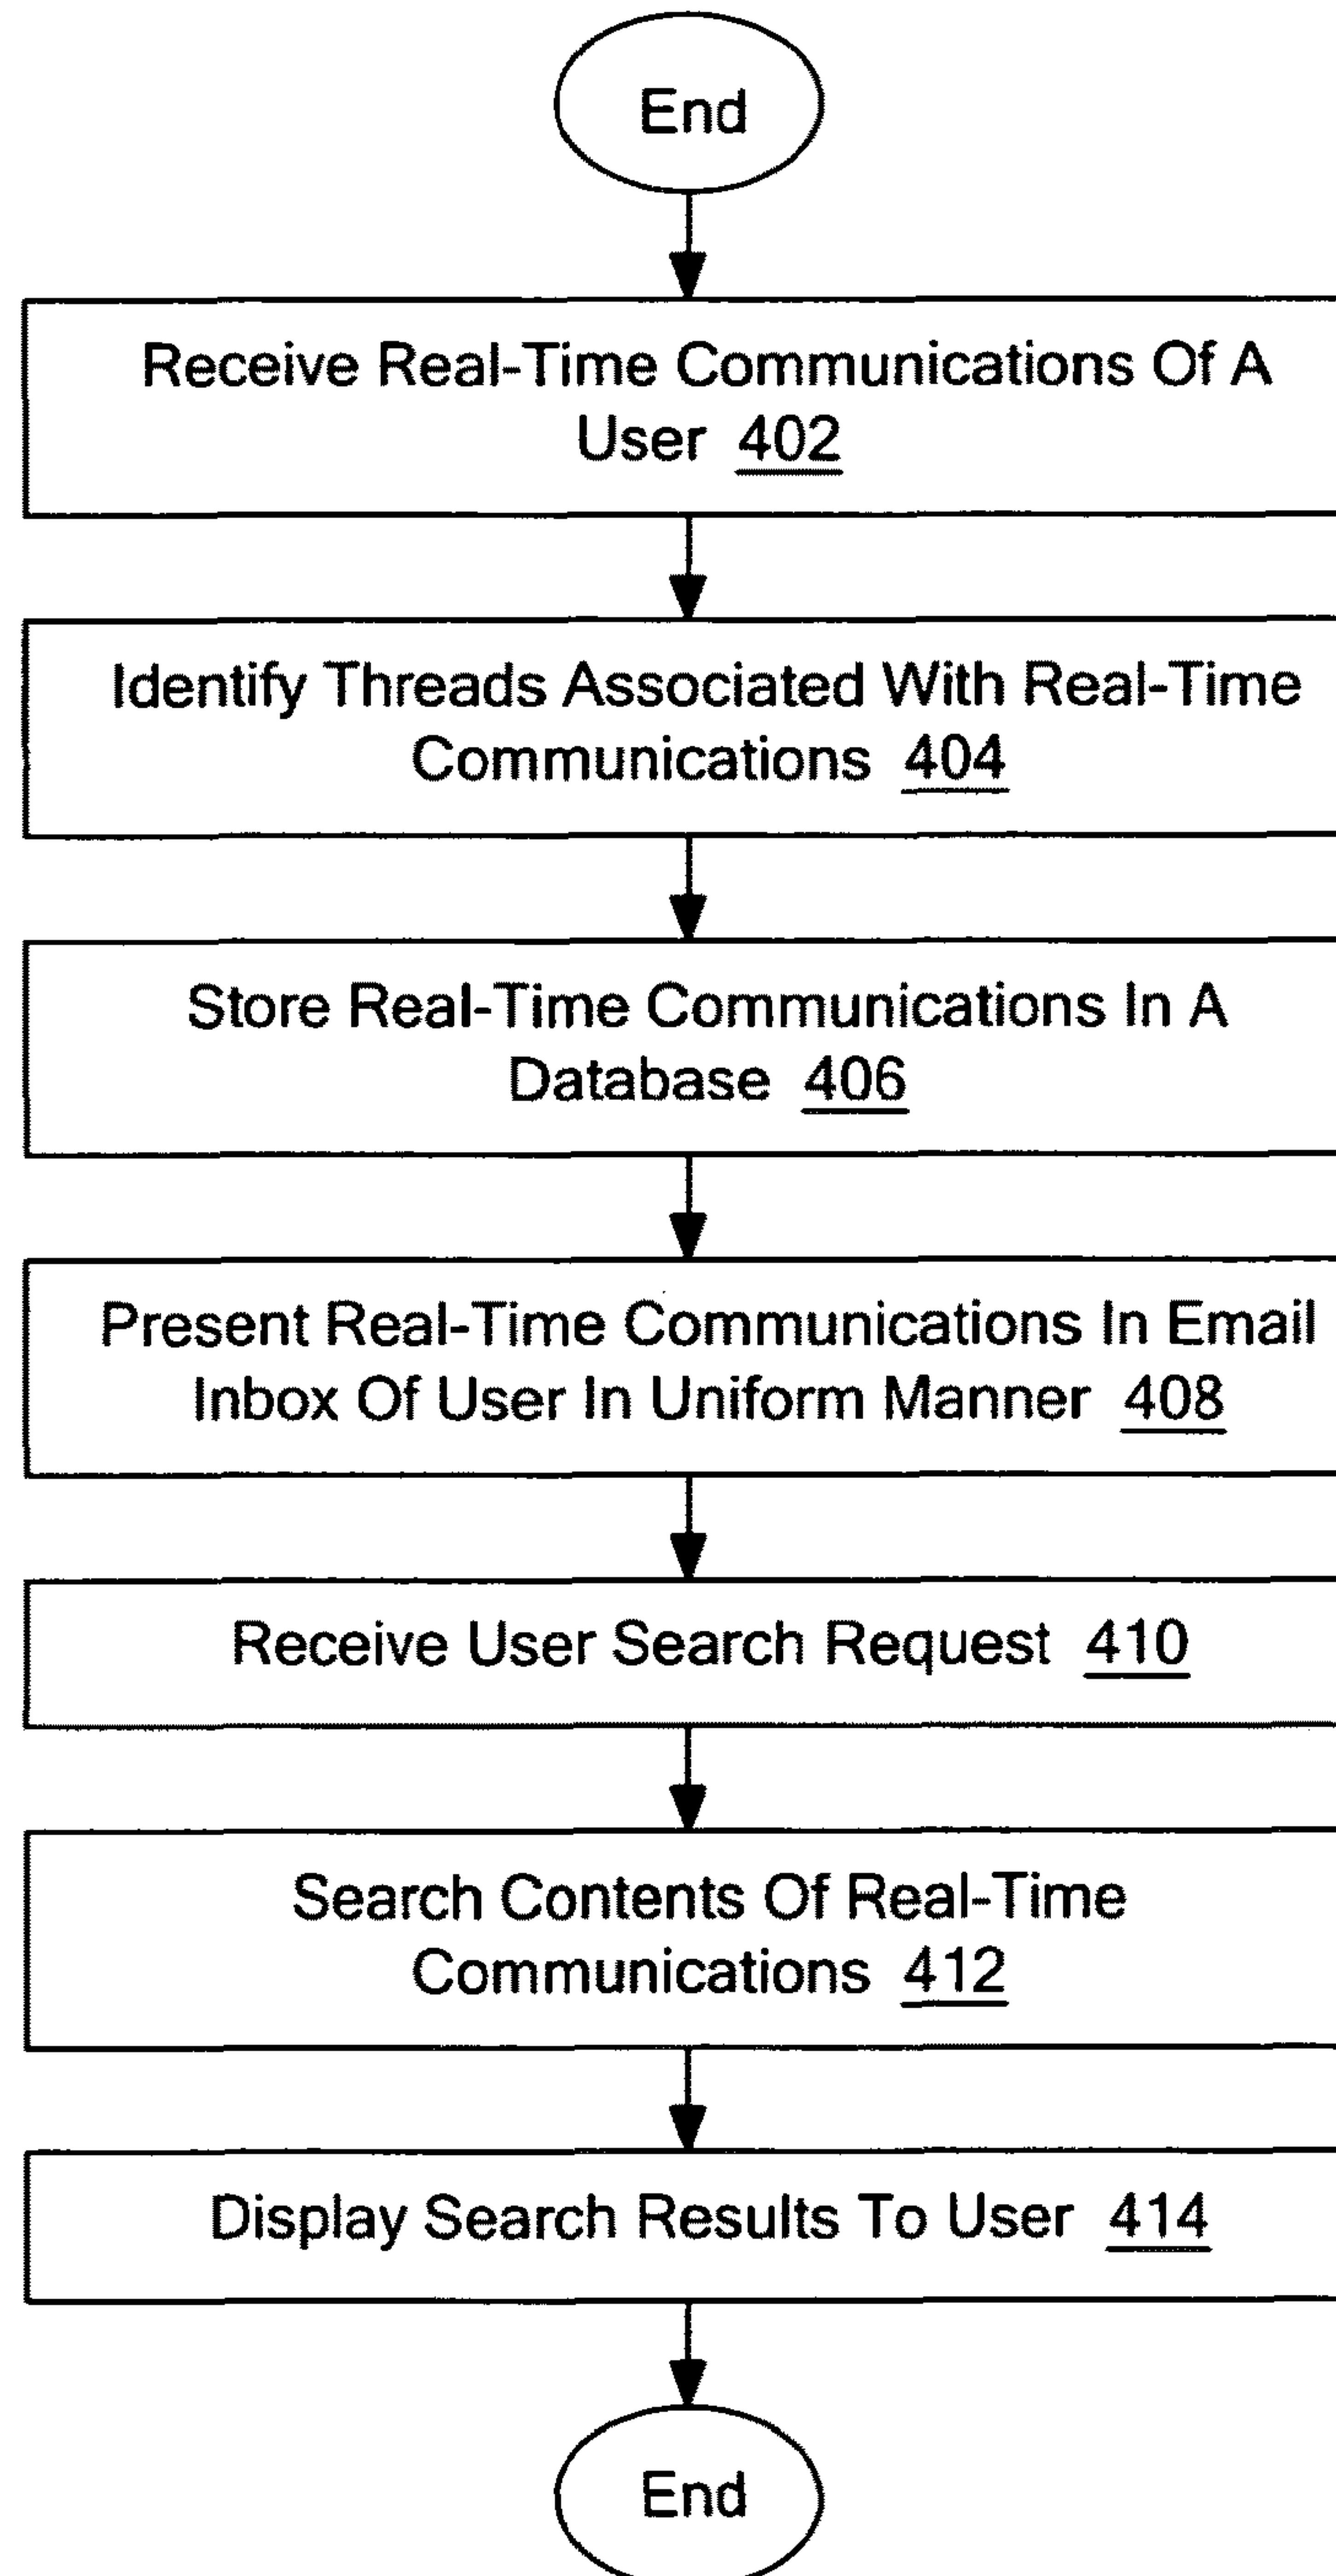 End
Receive Real-Time Communications Of A
User 402
Identify Threads Associated With Real-Time
Communications 404
Store Real-Time Communications In A
Database 406
Present Real-Time Communications In Email
Inbox Of User In Uniform Manner 408
Receive User Search Request 410
Search Contents Of Real-Time
Communications 412
Display Search Results To User 414
End